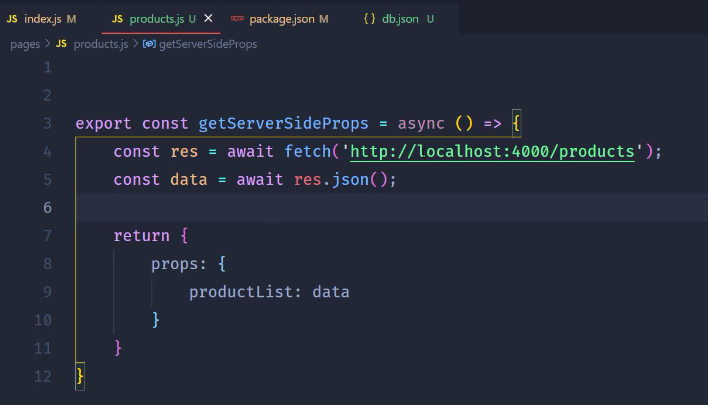 JS index.js M
JS products.js U ×
package.json M
{ } db.json U
pages > JS products.js > getServerSideProps
1
2
3 export const getServerSideProps = async () => {
4 const res = await fetch('http://localhost:4000/products');
5 const data = await res.json();
6
7 return {
8 props: {
9 productList: data
10 }
11 }
12 }